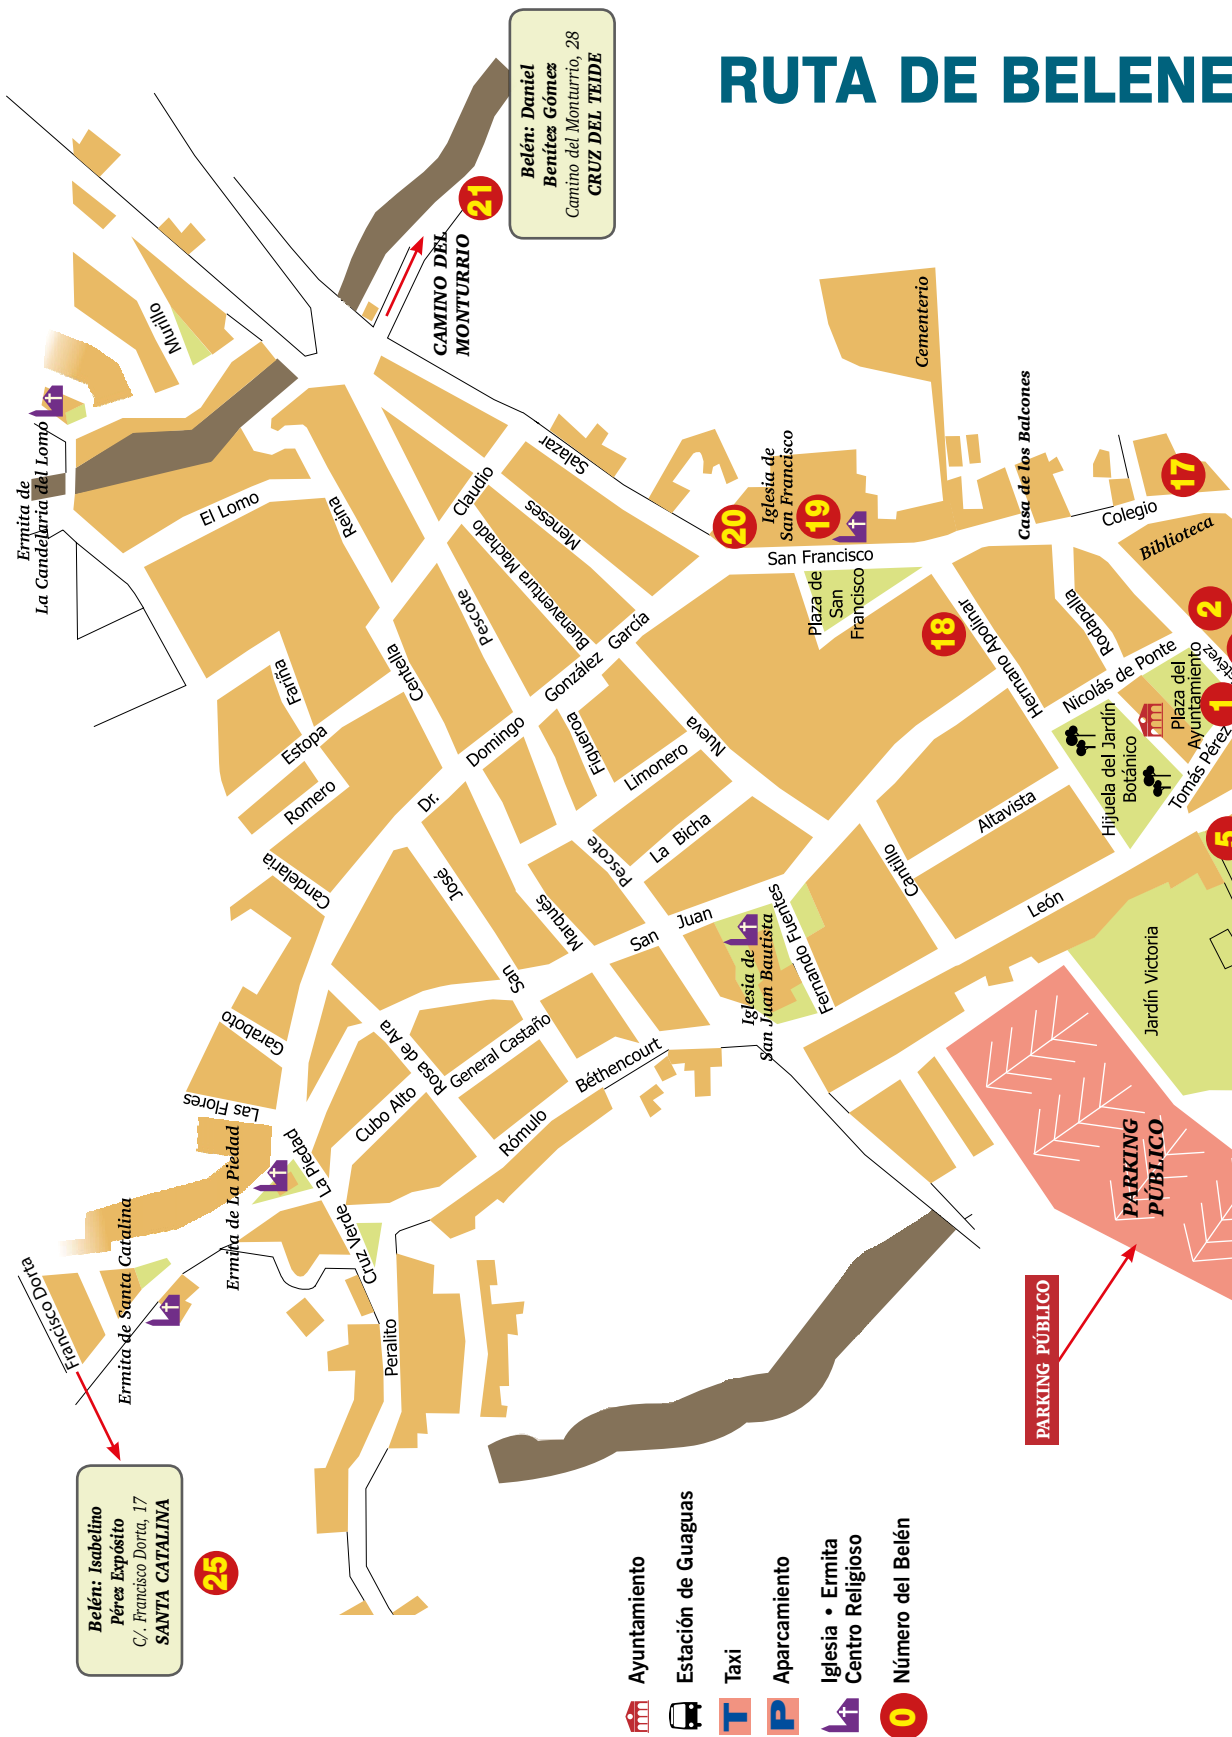 RUTA DE BELENE
Belén: Daniel
Benítez Gómez
Camino del Monturrio, 28
CRUZ DEL TEIDE
21
CAMINO DEL
MONTURRIO
Murillo
Ermita de
La Candelaria del Lomó
El Lomo
Reina
Claudio
Salazar
Meneses
Buenaventura Machado
Pescote
Centella
Fariña
Estopa
Romero
Candelaria
Dr.
Domingo
González
García
Figueroa
Limonero
Nueva
La Bicha
Pescote
Marqués
San
Juan
José
San
Iglesia de
San Francisco
20
19
San Francisco
Plaza de
San
Francisco
Cementerio
Casa de los Balcones
Colegio
17
Biblioteca
2
18
Hermano Apolinar
Rodapalla
Nicolás de Ponte
Plaza del
Ayuntamiento
1
Tomás Pérez
Hijuela del Jardín
Botánico
5
Altavista
Cantillo
León
Fernando Fuentes
Iglesia de
San Juan Bautista
Jardín Victoria
Garaboto
Las Flores
Rosa de Ara
General Castaño
Cubo Alto
Béthencourt
Rómulo
La Piedad
Ermita de La Piedad
Cruz Verde
Ermita de Santa Catalina
Francisco Dorta
Peralito
PARKING
PÚBLICO
PARKING PÚBLICO
Belén: Isabelino
Pérez Expósito
C/. Francisco Dorta, 17
SANTA CATALINA
25
Ayuntamiento
Estación de Guaguas
T Taxi
P Aparcamiento
Iglesia • Ermita
Centro Religioso
0 Número del Belén